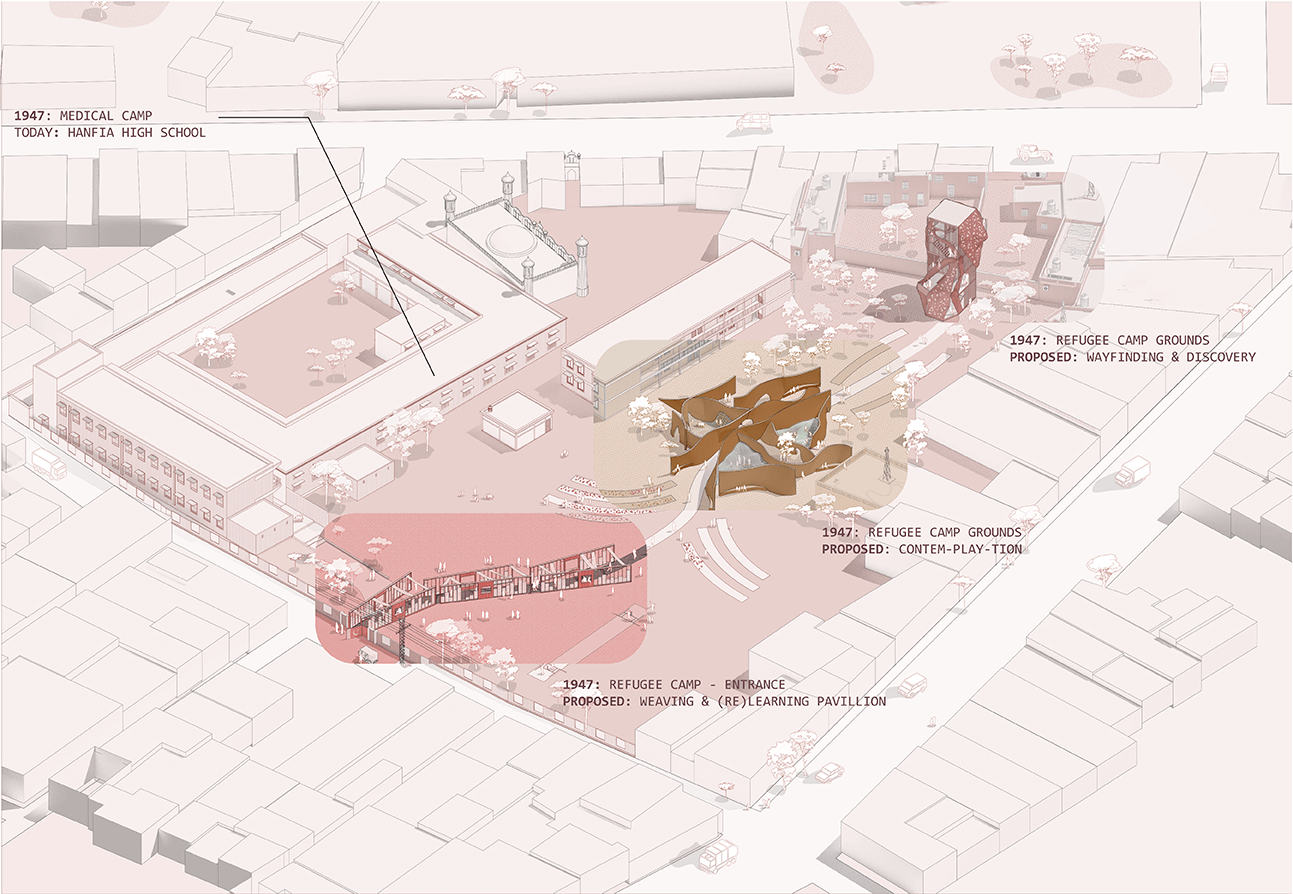 1947: MEDICAL CAMP
TODAY: HANFIA HIGH SCHOOL
1947: REFUGEE CAMP GROUNDS
PROPOSED: WAYFINDING & DISCOVERY
1947: REFUGEE CAMP GROUNDS
PROPOSED: CONTEM-PLAY-TION
1947: REFUGEE CAMP - ENTRANCE
PROPOSED: WEAVING & (RE)LEARNING PAVILLION